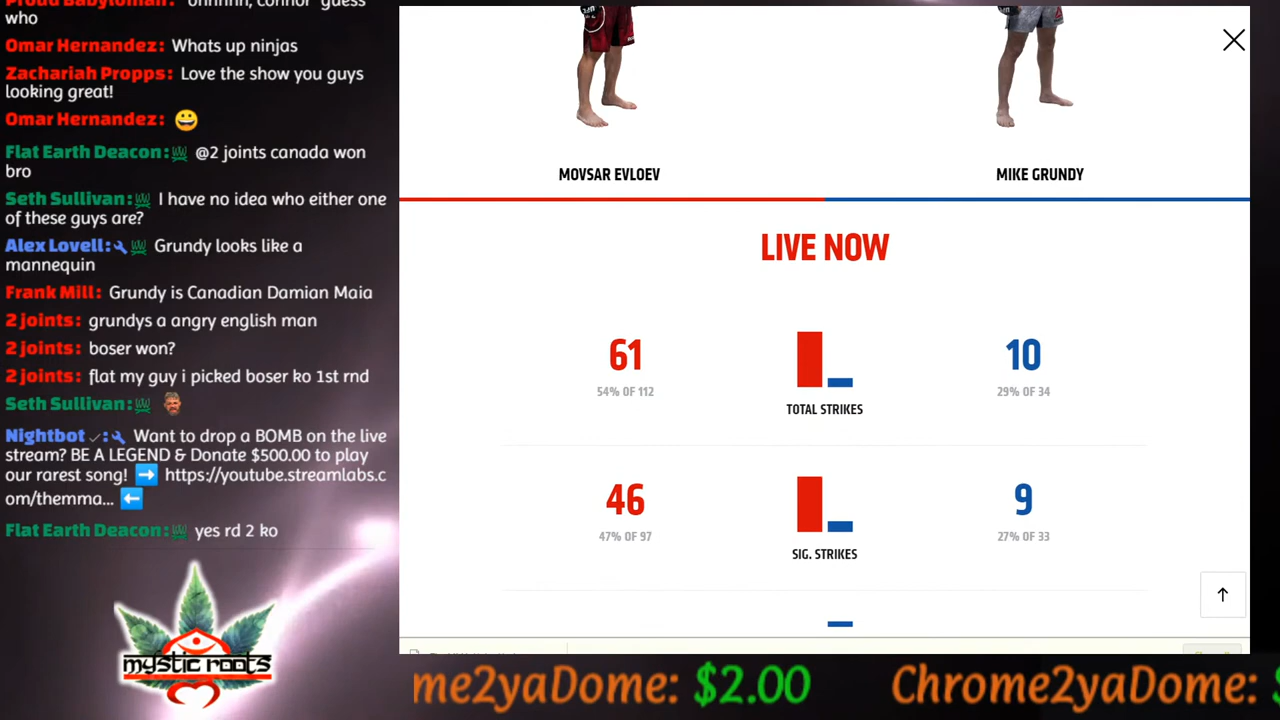 Proud Babylonian: "ohhhhh, connor" guess
who
Omar Hernandez: Whats up ninjas
Zachariah Propps: Love the show you guys
looking great!
Omar Hernandez: 😀
Flat Earth Deacon: @2 joints canada won
bro
Seth Sullivan: I have no idea who either one
of these guys are?
Alex Lovell: Grundy looks like a
mannequin
Frank Mill: Grundy is Canadian Damian Maia
2 joints: grundys a angry english man
2 joints: boser won?
2 joints: flat my guy i picked boser ko 1st rnd
Seth Sullivan:
Nightbot ✓: Want to drop a BOMB on the live
stream? BE A LEGEND & Donate $500.00 to play
our rarest song! ➡ https://youtube.streamlabs.c
om/themma... ⬅
Flat Earth Deacon: yes rd 2 ko
mystic roots
MOVSAR EVLOEV
MIKE GRUNDY
LIVE NOW
61
10
54% OF 112
29% OF 34
TOTAL STRIKES
46
9
47% OF 97
27% OF 33
SIG. STRIKES
me2yaDome: $2.00 Chrome2yaDome: